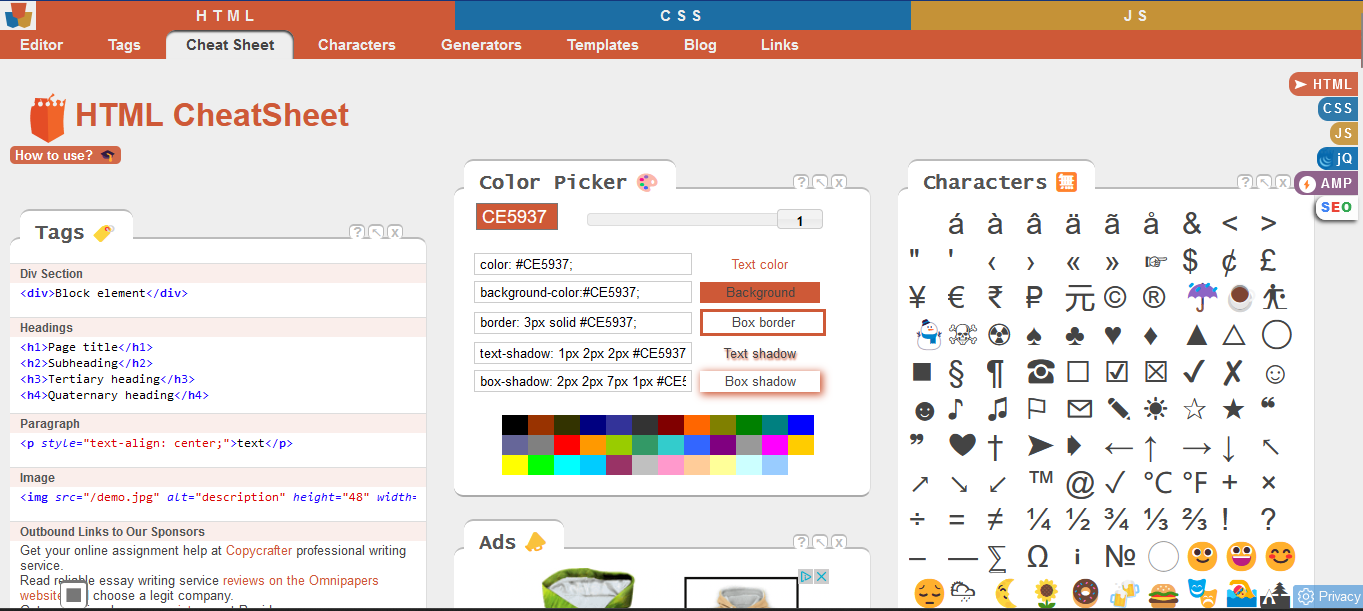 HTML
CSS
JS
Editor
Tags
Cheat Sheet
Characters
Generators
Templates
Blog
Links
HTML CheatSheet
How to use?
➤ HTML
CSS
JS
jQ
AMP
SEO
Tags
? ↖ x
Div Section
<div>Block element</div>
Headings
<h1>Page title</h1>
<h2>Subheading</h2>
<h3>Tertiary heading</h3>
<h4>Quaternary heading</h4>
Paragraph
<p style="text-align: center;">text</p>
Image
<img src="/demo.jpg" alt="description" height="48" width=
Outbound Links to Our Sponsors
Get your online assignment help at Copycrafter professional writing
service.
Read reliable essay writing service reviews on the Omnipapers
website choose a legit company.
Color Picker
? ↖ x
CE5937
1
color: #CE5937;
Text color
background-color:#CE5937;
Background
border: 3px solid #CE5937;
Box border
text-shadow: 1px 2px 2px #CE5937
Text shadow
box-shadow: 2px 2px 7px 1px #CE5
Box shadow
Ads
? ↖ x
Characters
? ↖ x
á à â ä ã å & < >
" ' ‹ › « » ☞ $ ¢ £
¥ € ₹ ₽ 元 © ® ☂ ☕ ⛹
☃ ☠ ☢ ♠ ♣ ♥ ♦ ▲ △ ◯
■ § ¶ ☎ ☐ ☑ ☒ ✓ ✗ ☺
☻ ♪ ♫ ⚐ ✉ ✎ ☀ ☆ ★ ❝
❞ ❤ † ➤ ➧ ← ↑ → ↓ ↖
↗ ↘ ↙ ™ @ ✓ ℃ ℉ + ×
÷ = ≠ ¼ ½ ¾ ⅓ ⅔ ! ?
– — ∑ Ω i № ◯ 🙂 😀 😊
😔 🌦 🌜 🌻 🍩 🍻 🍔 🎭 🏖
Privacy